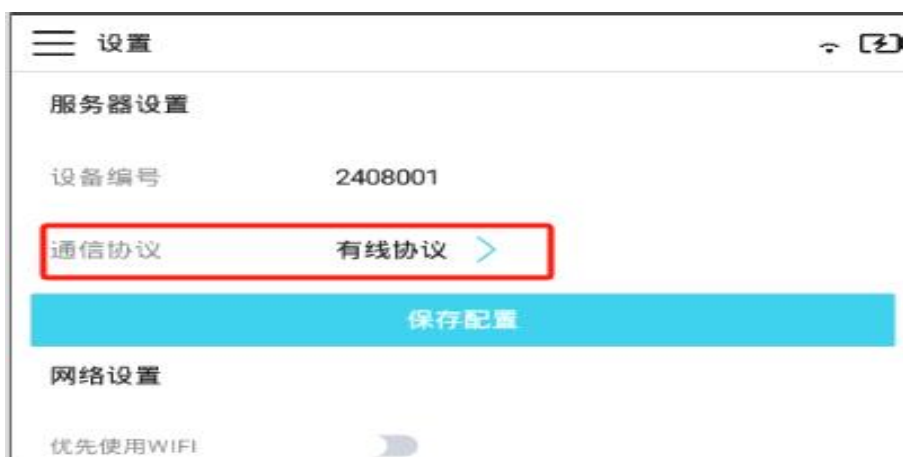 设置
服务器设置
设备编号 2408001
通信协议 有线协议
保存配置
网络设置
优先使用WIFI